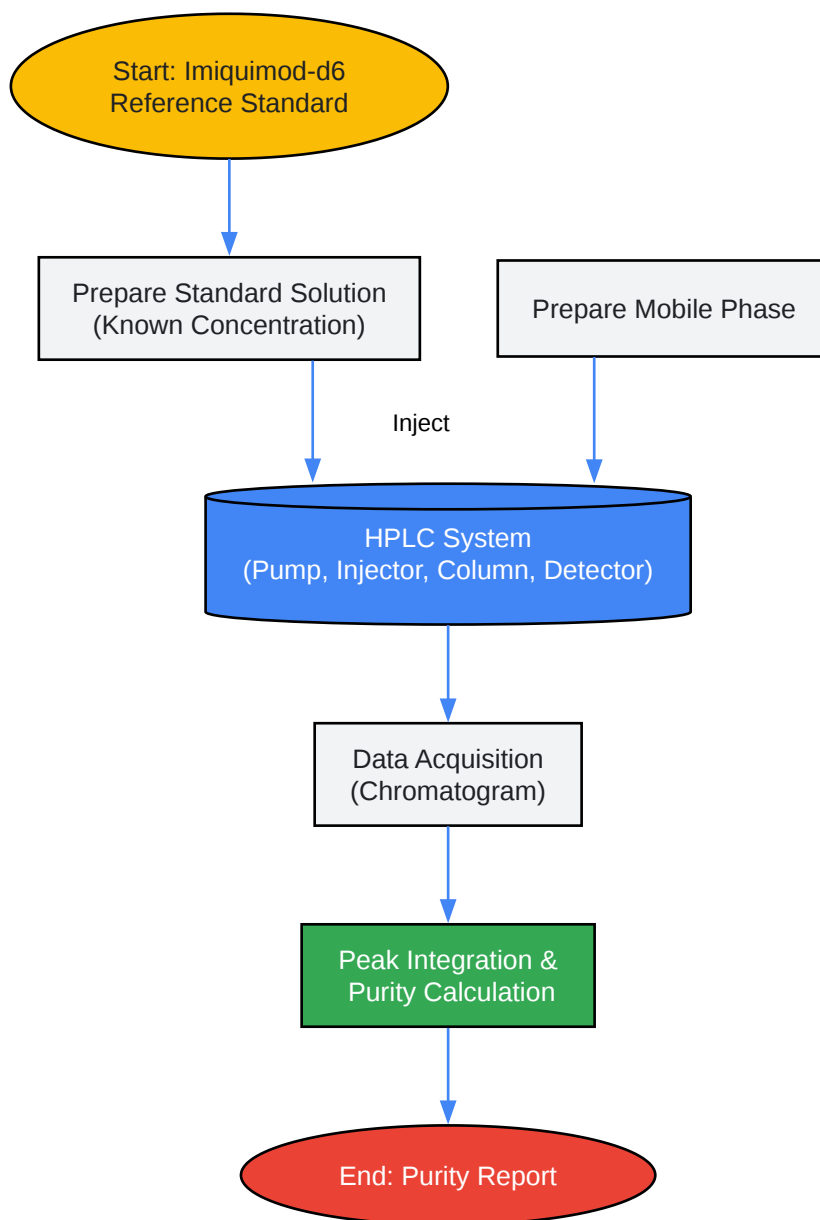 Start: Imiquimod-d6
Reference Standard
Prepare Standard Solution
(Known Concentration)
Prepare Mobile Phase
Inject
HPLC System
(Pump, Injector, Column, Detector)
Data Acquisition
(Chromatogram)
Peak Integration &
Purity Calculation
End: Purity Report